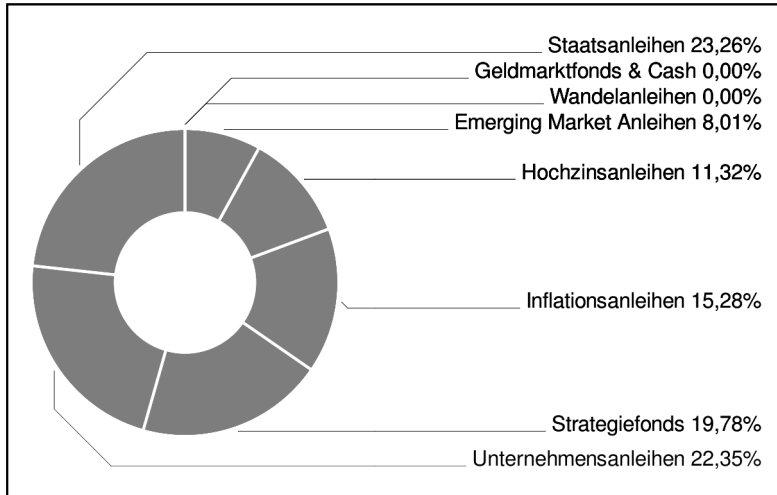 Staatsanleihen 23,26%
Geldmarktfonds & Cash 0,00%
Wandelanleihen 0,00%
Emerging Market Anleihen 8,01%
Hochzinsanleihen 11,32%
Inflationsanleihen 15,28%
Strategiefonds 19,78%
Unternehmensanleihen 22,35%